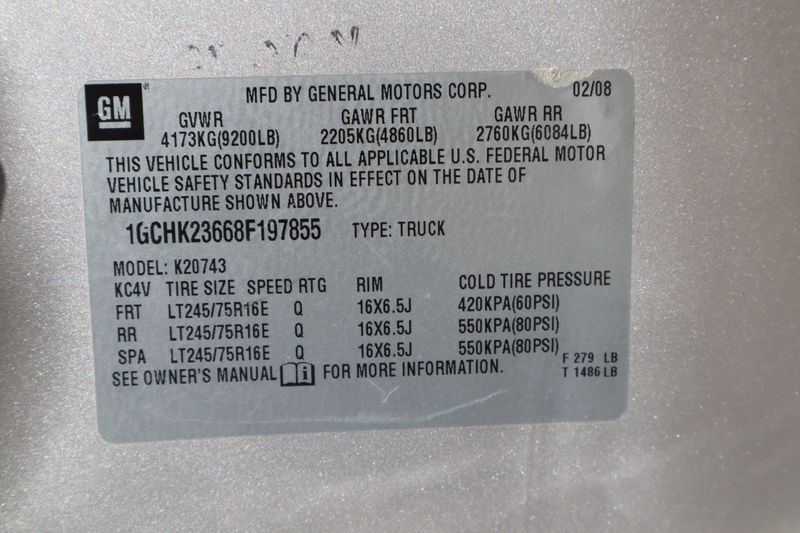 GM
MFD BY GENERAL MOTORS CORP. 02/08
GVWR GAWR FRT GAWR RR
4173KG(9200LB) 2205KG(4860LB) 2760KG(6084LB)
THIS VEHICLE CONFORMS TO ALL APPLICABLE U.S. FEDERAL MOTOR
VEHICLE SAFETY STANDARDS IN EFFECT ON THE DATE OF
MANUFACTURE SHOWN ABOVE.
1GCHK23668F197855 TYPE: TRUCK
MODEL: K20743
KC4V TIRE SIZE SPEED RTG RIM COLD TIRE PRESSURE
FRT LT245/75R16E Q 16X6.5J 420KPA(60PSI)
RR LT245/75R16E Q 16X6.5J 550KPA(80PSI)
SPA LT245/75R16E Q 16X6.5J 550KPA(80PSI)
SEE OWNER'S MANUAL i FOR MORE INFORMATION.
F 279 LB
T 1486 LB